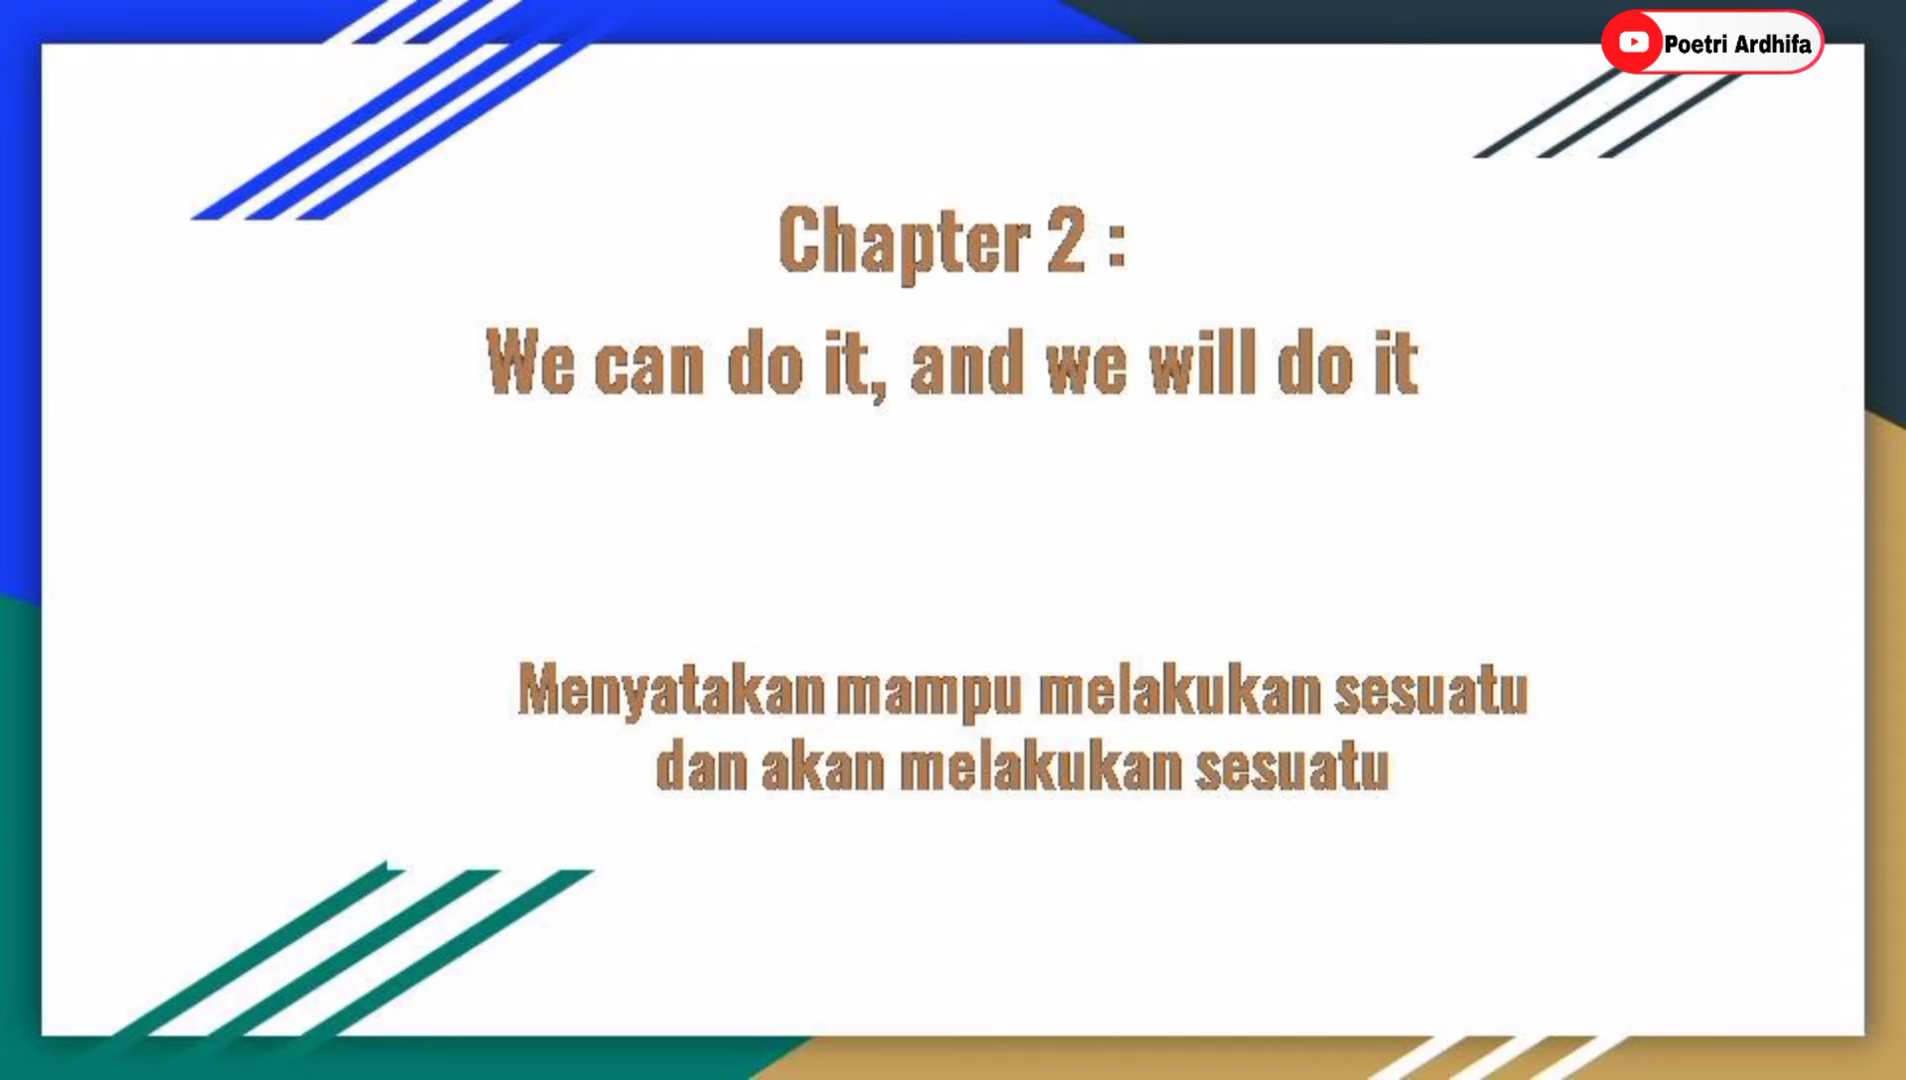 Poetri Ardhifa
Chapter 2 :
We can do it, and we will do it
Menyatakan mampu melakukan sesuatu
dan akan melakukan sesuatu